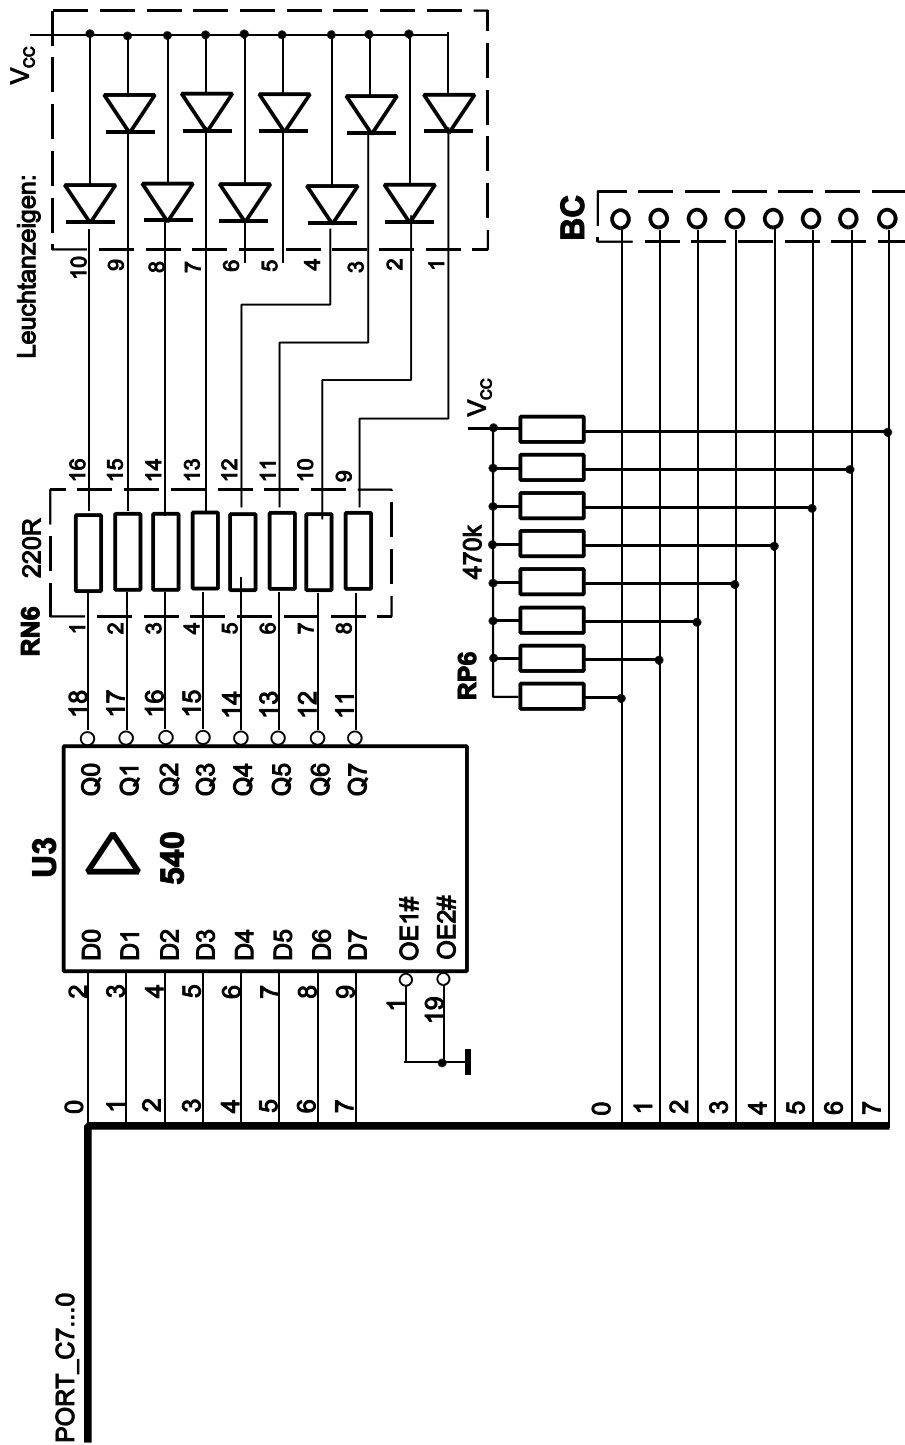 Leuchtanzeigen:
VCC
10 9 8 7 6 5 4 3 2 1
RN6 220R
16 15 14 13 12 11 10 9
1 2 3 4 5 6 7 8
18 17 16 15 14 13 12 11
U3
Q0 Q1 Q2 Q3 Q4 Q5 Q6 Q7
540
D0 D1 D2 D3 D4 D5 D6 D7 OE1# OE2#
2 3 4 5 6 7 8 9 1 19
0 1 2 3 4 5 6 7
PORT_C7...0
BC
RP6 470k VCC
0 1 2 3 4 5 6 7